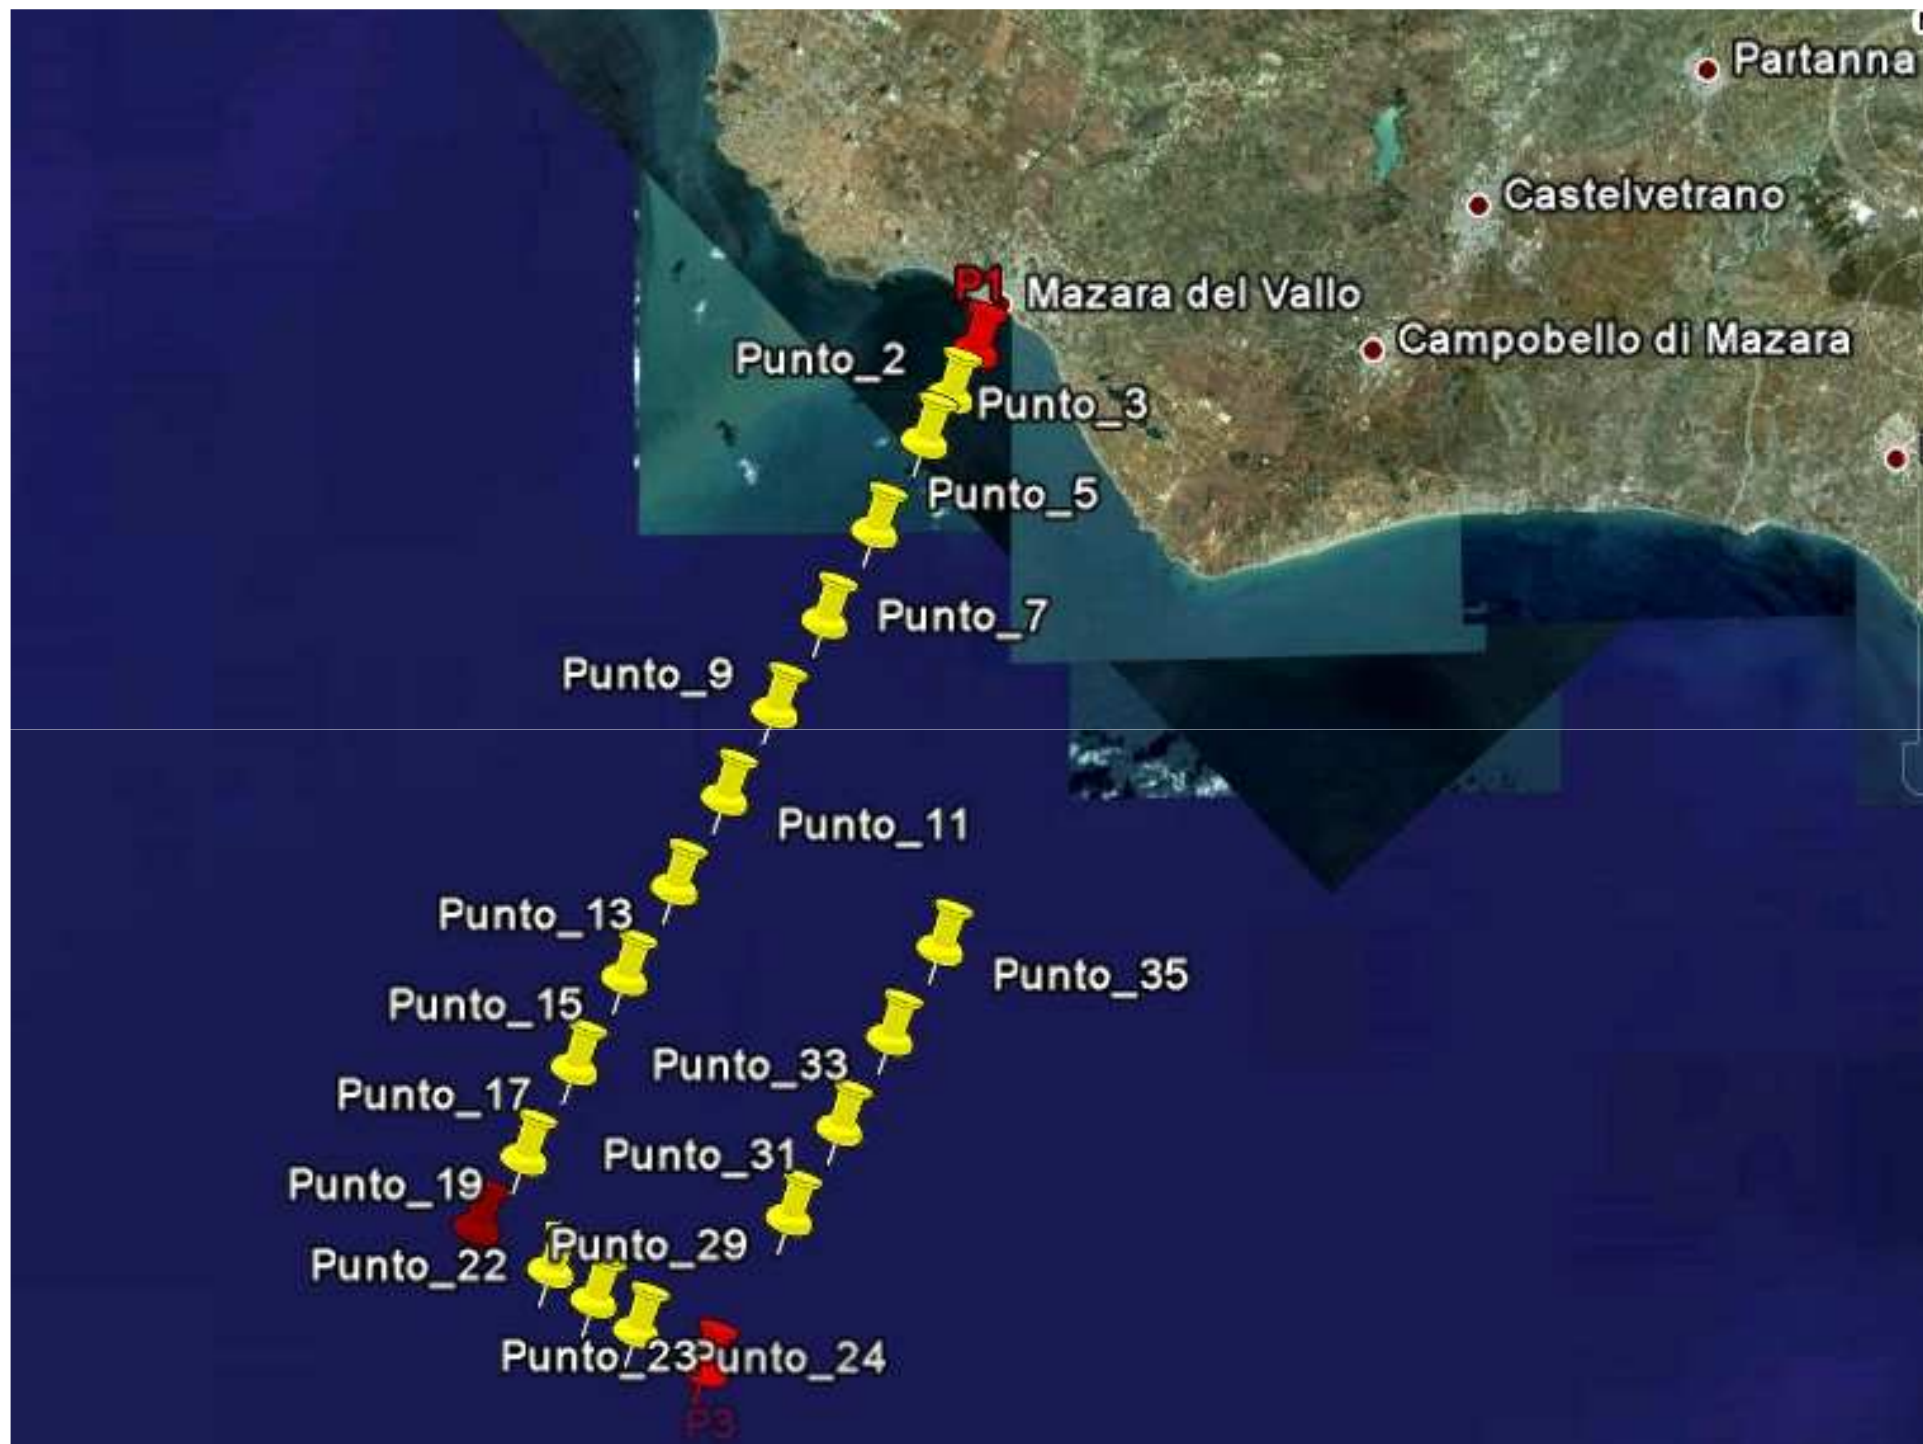 Partanna
Castelvetrano
P1
Mazara del Vallo
Campobello di Mazara
Punto_2
Punto_3
Punto_5
Punto_7
Punto_9
Punto_11
Punto_13
Punto_35
Punto_15
Punto_33
Punto_17
Punto_31
Punto_19
Punto_29
Punto_22
Punto_23
Punto_24
P3